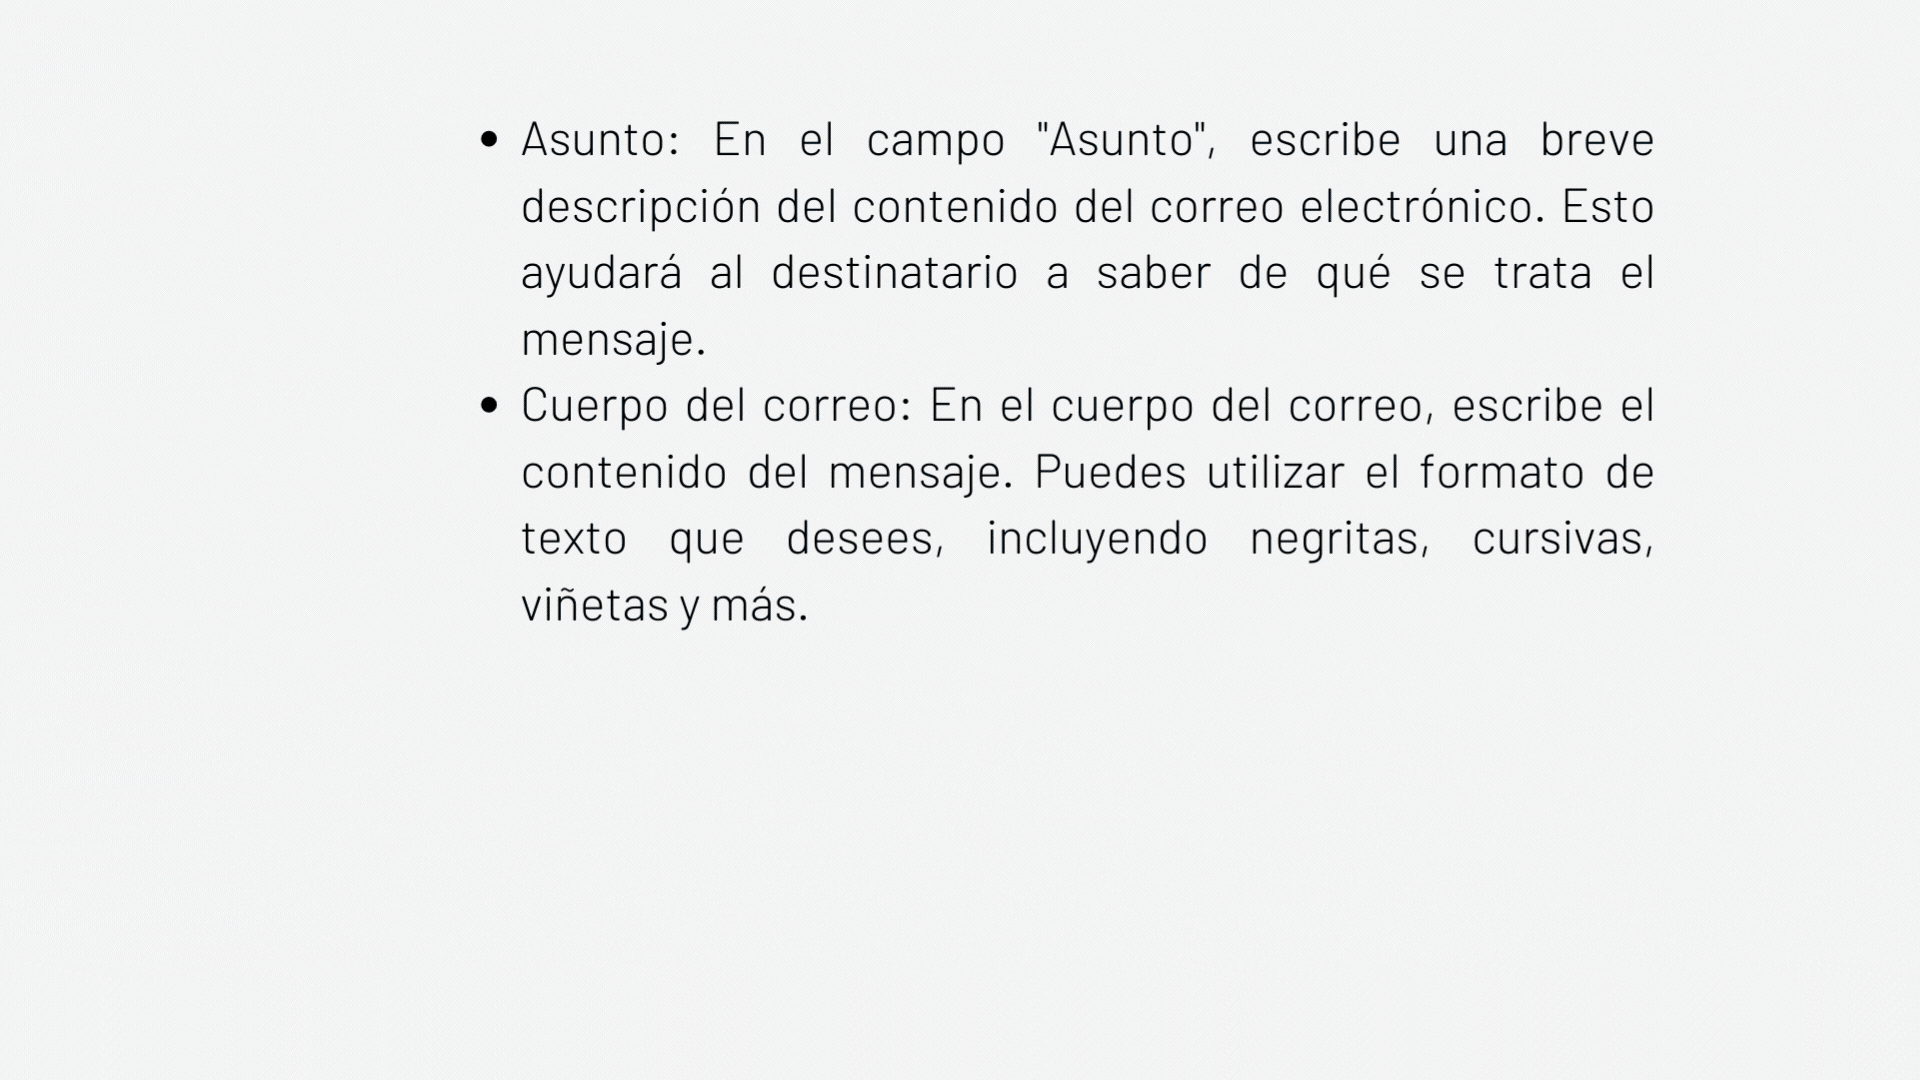 • Asunto: En el campo "Asunto", escribe una breve
descripción del contenido del correo electrónico. Esto
ayudará al destinatario a saber de qué se trata el
mensaje.
• Cuerpo del correo: En el cuerpo del correo, escribe el
contenido del mensaje. Puedes utilizar el formato de
texto que desees, incluyendo negritas, cursivas,
viñetas y más.